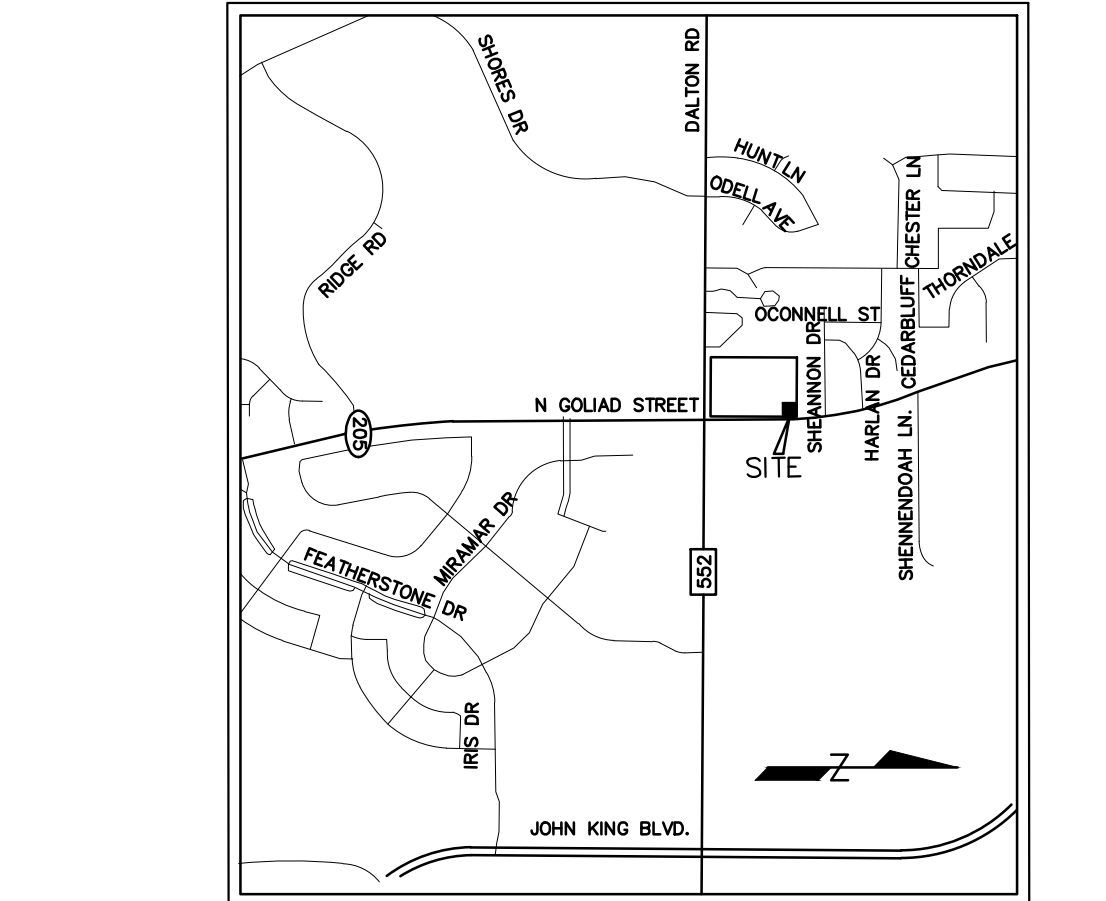 SHORES DR
DALTON RD
HUNT LN
ODELL AVE
CHESTER LN
RIDGE RD
THORNDALE
OCONNELL ST
CEDARBLUFF
SHEANNON DR
HARLAN DR
N GOLIAD STREET
205
SITE
SHENNENDOAH LN.
MIRAMAR DR
FEATHERSTONE DR
552
IRIS DR
Z
JOHN KING BLVD.